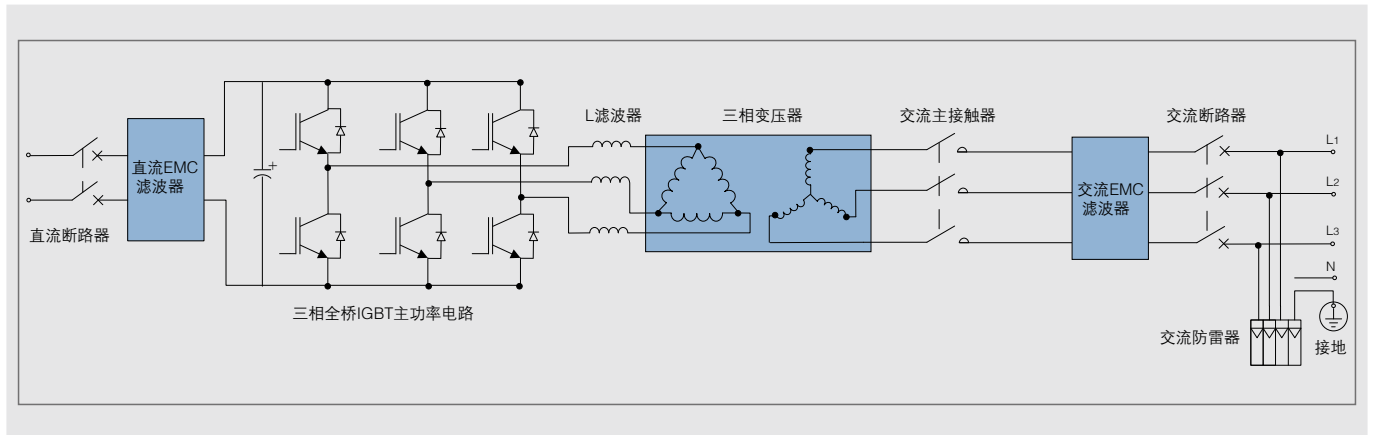 直流断路器
直流EMC
滤波器
+
三相全桥IGBT主功率电路
L滤波器
三相变压器
交流主接触器
交流EMC
滤波器
交流断路器
L1
L2
L3
N
交流防雷器
接地